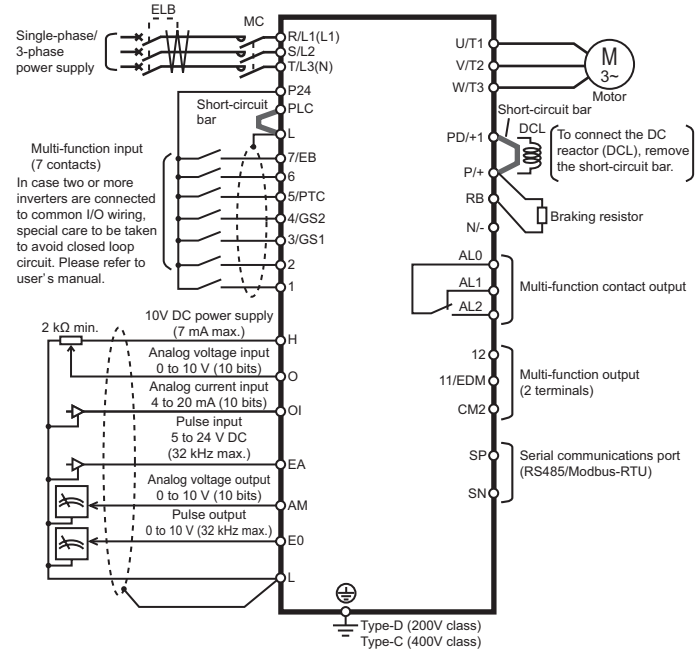 ELB
MC
Single-phase/
3-phase
power supply
R/L1(L1)
S/L2
T/L3(N)
P24
PLC
Short-circuit
bar
L
Multi-function input
(7 contacts)
In case two or more
inverters are connected
to common I/O wiring,
special care to be taken
to avoid closed loop
circuit. Please refer to
user`s manual.
7/EB
6
5/PTC
4/GS2
3/GS1
2
1
2 kΩ min.
10V DC power supply
(7 mA max.)
H
Analog voltage input
0 to 10 V (10 bits)
O
Analog current input
4 to 20 mA (10 bits)
OI
Pulse input
5 to 24 V DC
(32 kHz max.)
EA
Analog voltage output
0 to 10 V (10 bits)
AM
Pulse output
0 to 10 V (32 kHz max.)
E0
L
U/T1
V/T2
W/T3
M
3~
Motor
Short-circuit bar
PD/+1
DCL
To connect the DC
reactor (DCL), remove
the short-circuit bar.
P/+
RB
Braking resistor
N/-
AL0
AL1
AL2
Multi-function contact output
12
11/EDM
CM2
Multi-function output
(2 terminals)
SP
SN
Serial communications port
(RS485/Modbus-RTU)
Type-D (200V class)
Type-C (400V class)